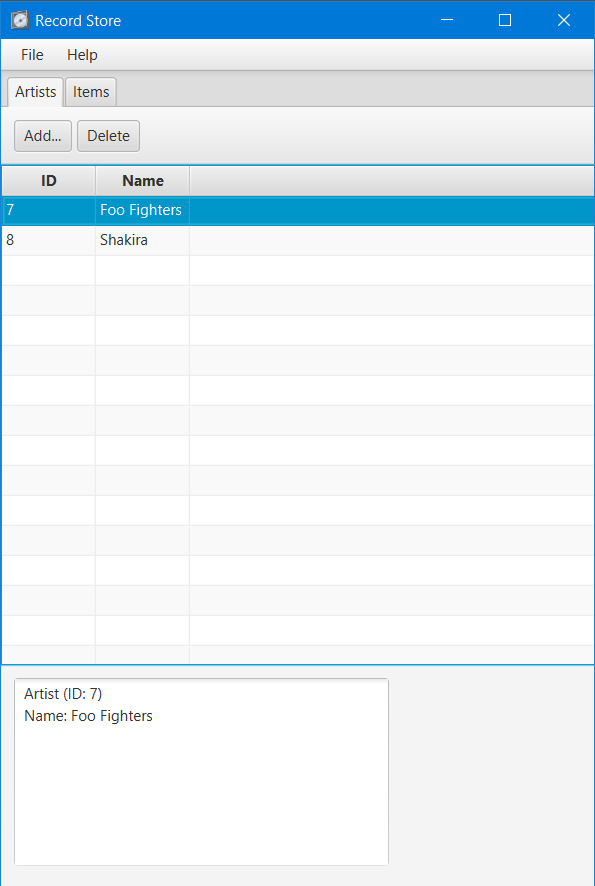 Record Store
File Help
Artists Items
Add... Delete
ID Name
7 Foo Fighters
8 Shakira
Artist (ID: 7)
Name: Foo Fighters